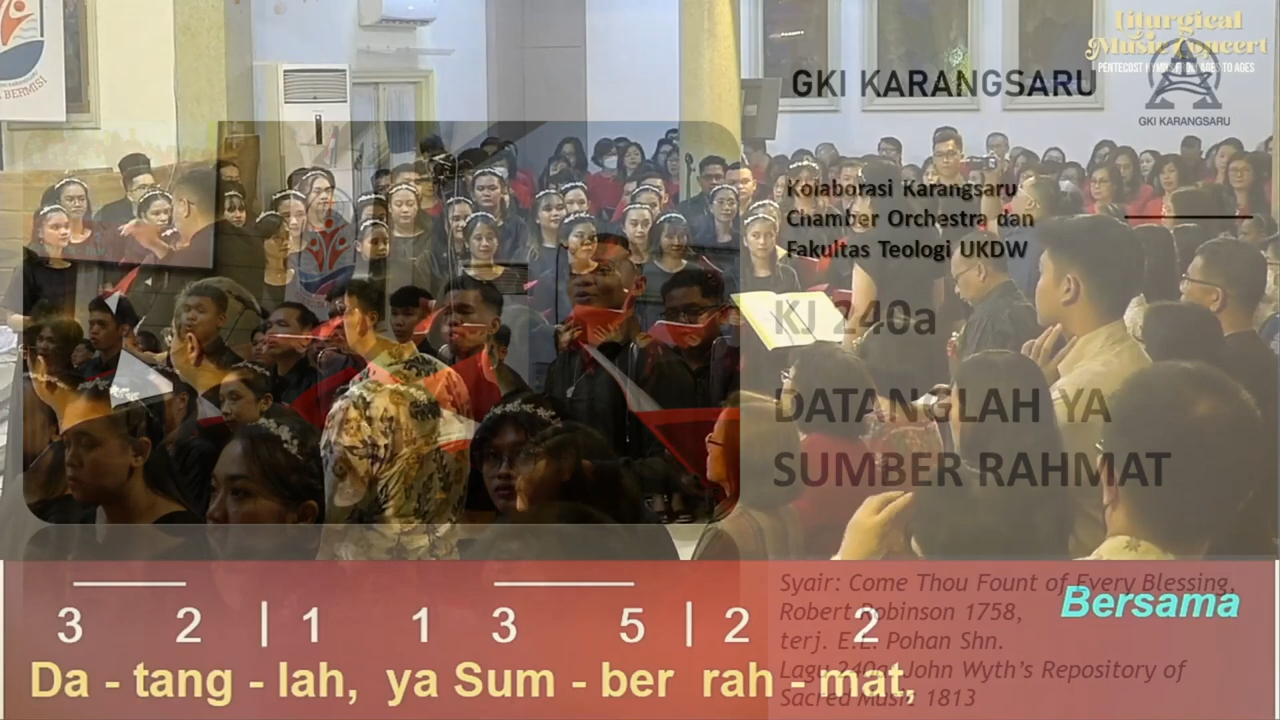 BERMISI
Liturgical
Music Concert
PENTECOST HYMNS FROM AGES TO AGES
GKI KARANGSARU
GKI KARANGSARU
Kolaborasi Karangsaru
Chamber Orchestra dan
Fakultas Teologi UKDW
KJ 240a
DATANGLAH YA
SUMBER RAHMAT
Syair: Come Thou Fount of Every Blessing,
Robert Robinson 1758,
terj. E.L. Pohan Shn.
Lagu 240a: John Wyth's Repository of
Sacred Music 1813
Bersama
3 2 | 1 1 3 5 | 2 2
Da - tang - lah, ya Sum - ber rah - mat,